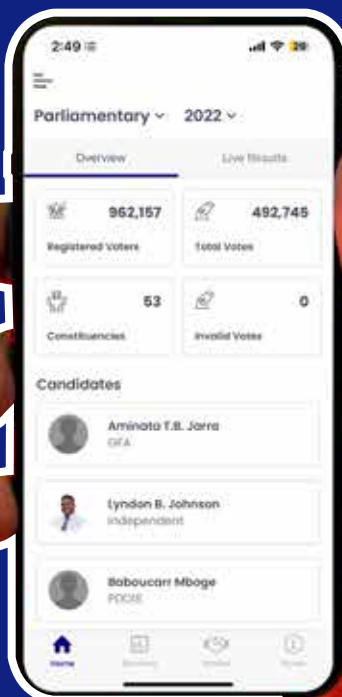 2:49
Parliamentary 2022
Overview Live Results
962,157 492,745
Registered Voters Total Votes
53 0
Constituencies Invalid Votes
Candidates
Aminata T.B. Jarra
GFA
Lyndon B. Johnson
Independent
Baboucarr Mboge
PDOIS
Home